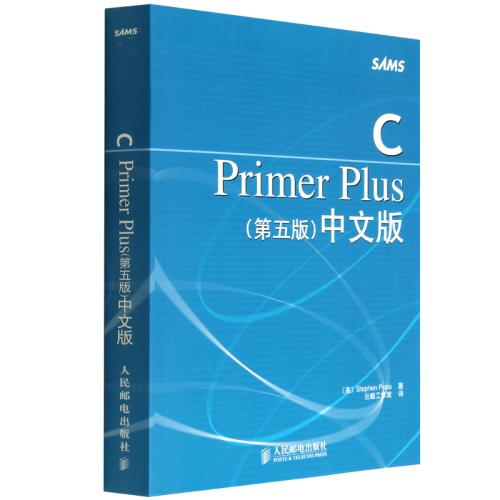 SAMS
C Primer Plus(第五版)中文版
人民邮电出版社
SAMS
C
Primer Plus
(第五版)中文版
〔美〕Stephen Prata 著
云巅工作室 译
人民邮电出版社
POSTS & TELECOM PRESS